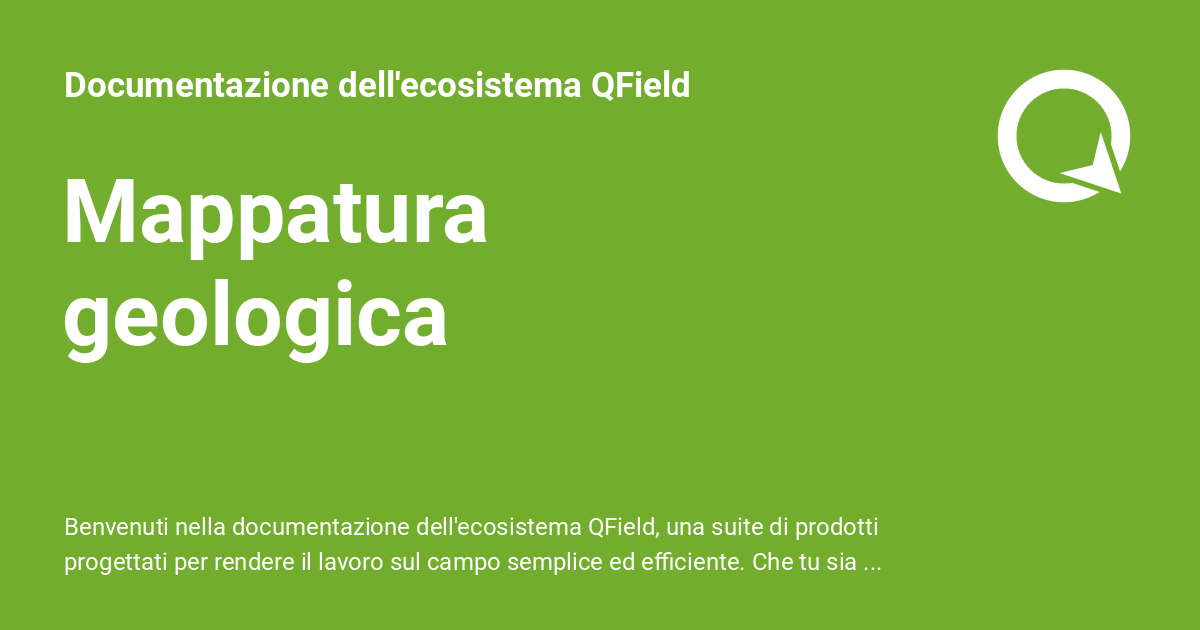 Documentazione dell'ecosistema QField
Mappatura
geologica
Benvenuti nella documentazione dell'ecosistema QField, una suite di prodotti
progettati per rendere il lavoro sul campo semplice ed efficiente. Che tu sia ...